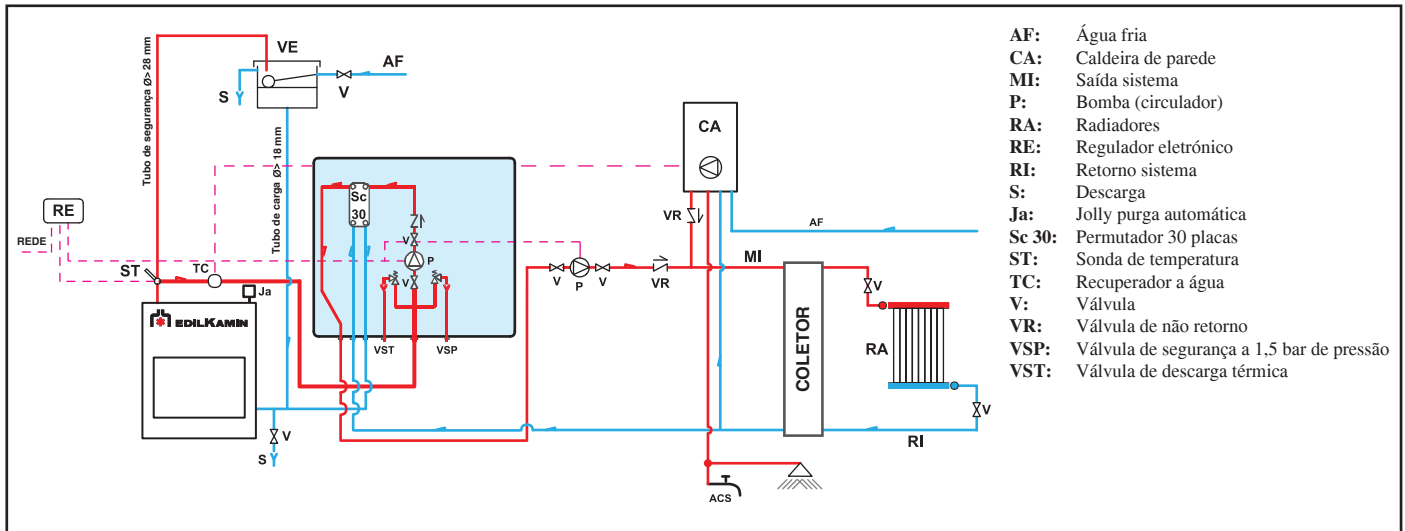 VE
AF
S
V
Tubo de segurança Ø> 28 mm
Tubo de carga Ø> 18 mm
RE
REDE
ST
TC
Ja
EDILKAMIN
V
S
Sc
30
V
P
V
VST
VSP
CA
VR
AF
V
P
V
VR
MI
COLETOR
V
RA
V
RI
ACS
AF: Água fria
CA: Caldeira de parede
MI: Saída sistema
P: Bomba (circulador)
RA: Radiadores
RE: Regulador eletrónico
RI: Retorno sistema
S: Descarga
Ja: Jolly purga automática
Sc 30: Permutador 30 placas
ST: Sonda de temperatura
TC: Recuperador a água
V: Válvula
VR: Válvula de não retorno
VSP: Válvula de segurança a 1,5 bar de pressão
VST: Válvula de descarga térmica